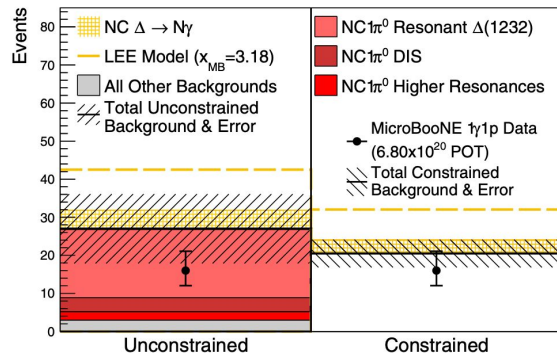 Events
80
70
60
50
40
30
20
10
0
NC Δ → Nγ
LEE Model (x_MB=3.18)
All Other Backgrounds
Total Unconstrained
Background & Error
NC1π⁰ Resonant Δ(1232)
NC1π⁰ DIS
NC1π⁰ Higher Resonances
MicroBooNE 1γ1p Data
(6.80x10²⁰ POT)
Total Constrained
Background & Error
Unconstrained
Constrained